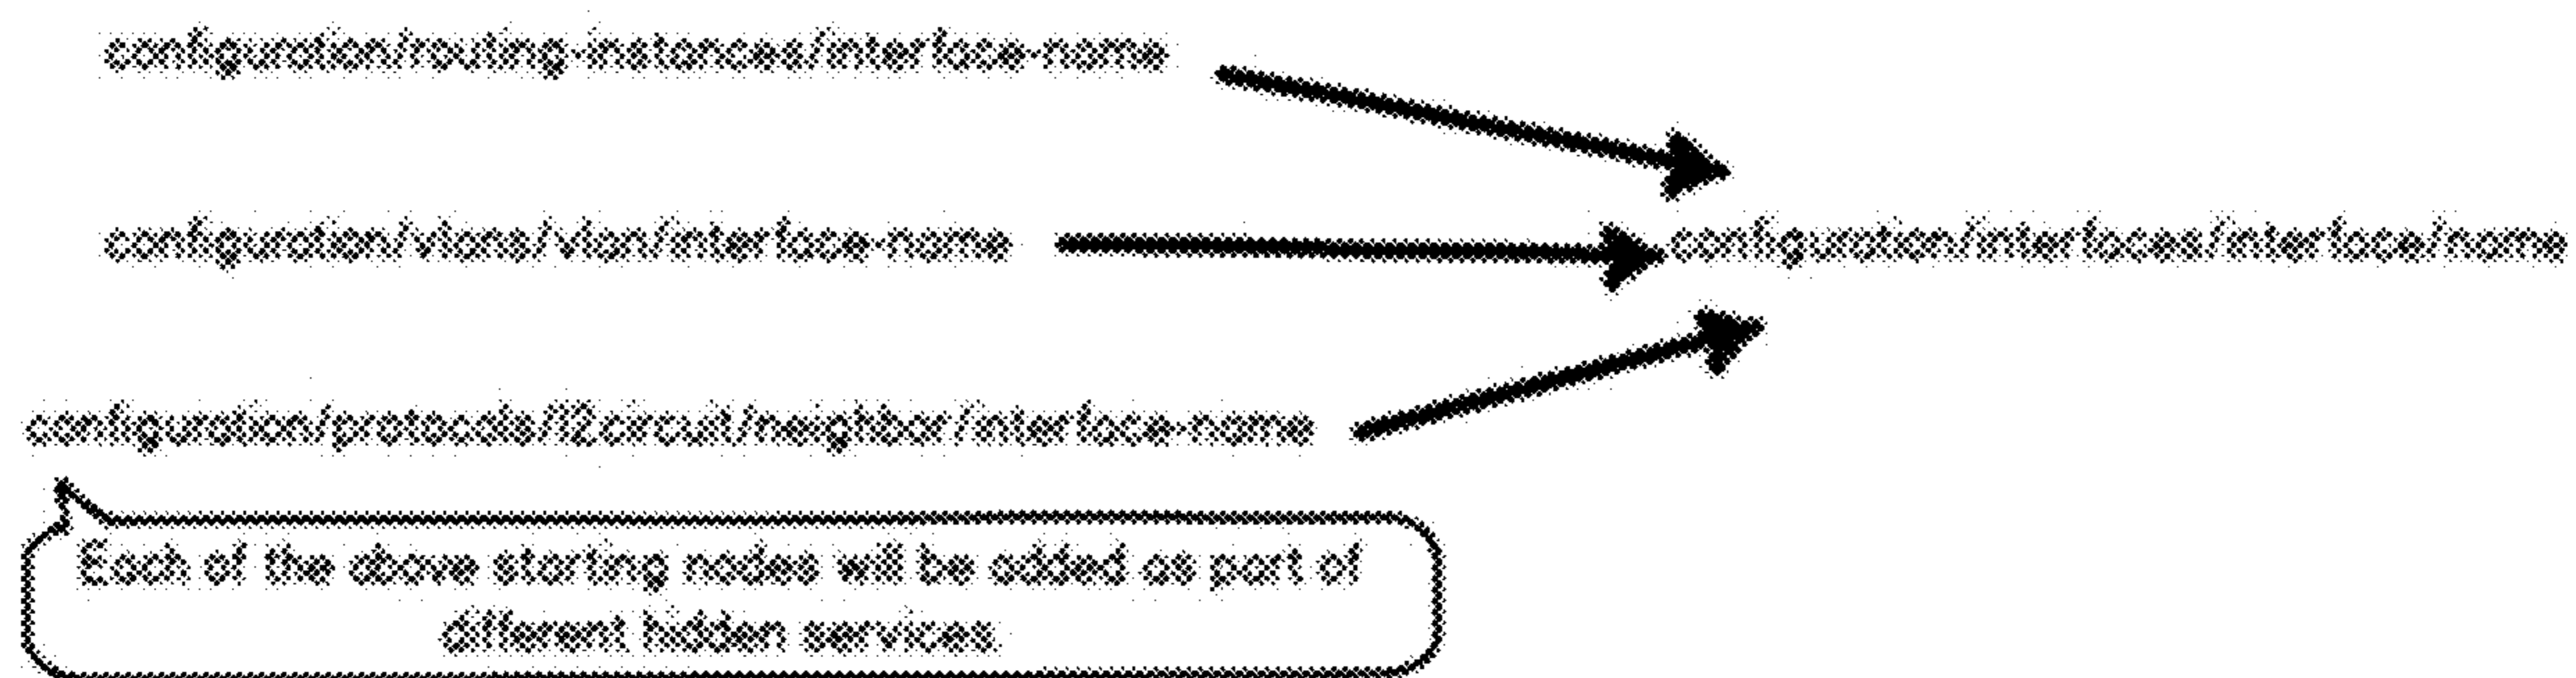 configuration/routing-instances/interface-name
configuration/vlans/vlan/interface-name
configuration/interfaces/interface/name
configuration/protocols/l2circuit/neighbor/interface-name
Each of the above starting nodes will be added as part of
different hidden services